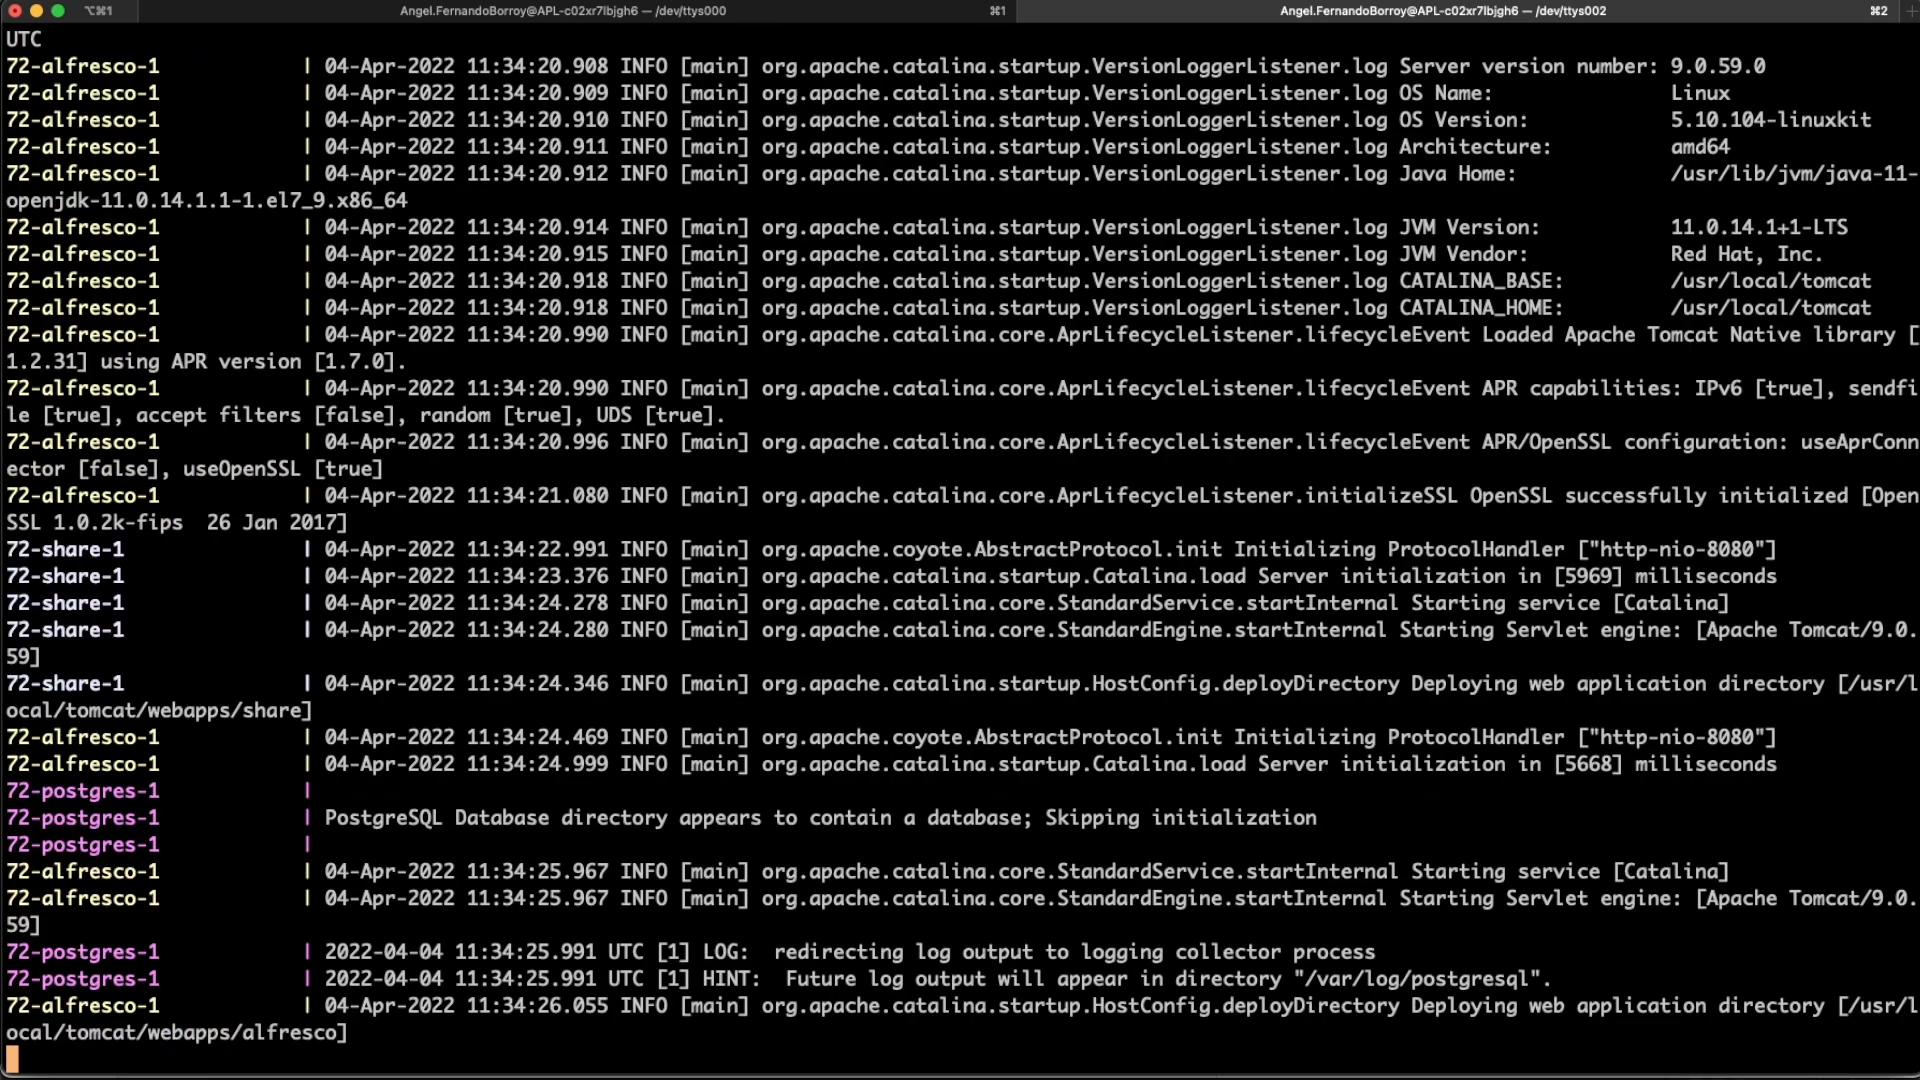 ⌥⌘1 Angel.FernandoBorroy@APL-c02xr7lbjgh6 — /dev/ttys000 ⌘1 Angel.FernandoBorroy@APL-c02xr7lbjgh6 — /dev/ttys002 ⌘2 +
UTC
72-alfresco-1 | 04-Apr-2022 11:34:20.908 INFO [main] org.apache.catalina.startup.VersionLoggerListener.log Server version number: 9.0.59.0
72-alfresco-1 | 04-Apr-2022 11:34:20.909 INFO [main] org.apache.catalina.startup.VersionLoggerListener.log OS Name: Linux
72-alfresco-1 | 04-Apr-2022 11:34:20.910 INFO [main] org.apache.catalina.startup.VersionLoggerListener.log OS Version: 5.10.104-linuxkit
72-alfresco-1 | 04-Apr-2022 11:34:20.911 INFO [main] org.apache.catalina.startup.VersionLoggerListener.log Architecture: amd64
72-alfresco-1 | 04-Apr-2022 11:34:20.912 INFO [main] org.apache.catalina.startup.VersionLoggerListener.log Java Home: /usr/lib/jvm/java-11-
openjdk-11.0.14.1.1-1.el7_9.x86_64
72-alfresco-1 | 04-Apr-2022 11:34:20.914 INFO [main] org.apache.catalina.startup.VersionLoggerListener.log JVM Version: 11.0.14.1+1-LTS
72-alfresco-1 | 04-Apr-2022 11:34:20.915 INFO [main] org.apache.catalina.startup.VersionLoggerListener.log JVM Vendor: Red Hat, Inc.
72-alfresco-1 | 04-Apr-2022 11:34:20.918 INFO [main] org.apache.catalina.startup.VersionLoggerListener.log CATALINA_BASE: /usr/local/tomcat
72-alfresco-1 | 04-Apr-2022 11:34:20.918 INFO [main] org.apache.catalina.startup.VersionLoggerListener.log CATALINA_HOME: /usr/local/tomcat
72-alfresco-1 | 04-Apr-2022 11:34:20.990 INFO [main] org.apache.catalina.core.AprLifecycleListener.lifecycleEvent Loaded Apache Tomcat Native library [
1.2.31] using APR version [1.7.0].
72-alfresco-1 | 04-Apr-2022 11:34:20.990 INFO [main] org.apache.catalina.core.AprLifecycleListener.lifecycleEvent APR capabilities: IPv6 [true], sendfi
le [true], accept filters [false], random [true], UDS [true].
72-alfresco-1 | 04-Apr-2022 11:34:20.996 INFO [main] org.apache.catalina.core.AprLifecycleListener.lifecycleEvent APR/OpenSSL configuration: useAprConn
ector [false], useOpenSSL [true]
72-alfresco-1 | 04-Apr-2022 11:34:21.080 INFO [main] org.apache.catalina.core.AprLifecycleListener.initializeSSL OpenSSL successfully initialized [Open
SSL 1.0.2k-fips  26 Jan 2017]
72-share-1 | 04-Apr-2022 11:34:22.991 INFO [main] org.apache.coyote.AbstractProtocol.init Initializing ProtocolHandler ["http-nio-8080"]
72-share-1 | 04-Apr-2022 11:34:23.376 INFO [main] org.apache.catalina.startup.Catalina.load Server initialization in [5969] milliseconds
72-share-1 | 04-Apr-2022 11:34:24.278 INFO [main] org.apache.catalina.core.StandardService.startInternal Starting service [Catalina]
72-share-1 | 04-Apr-2022 11:34:24.280 INFO [main] org.apache.catalina.core.StandardEngine.startInternal Starting Servlet engine: [Apache Tomcat/9.0.
59]
72-share-1 | 04-Apr-2022 11:34:24.346 INFO [main] org.apache.catalina.startup.HostConfig.deployDirectory Deploying web application directory [/usr/l
ocal/tomcat/webapps/share]
72-alfresco-1 | 04-Apr-2022 11:34:24.469 INFO [main] org.apache.coyote.AbstractProtocol.init Initializing ProtocolHandler ["http-nio-8080"]
72-alfresco-1 | 04-Apr-2022 11:34:24.999 INFO [main] org.apache.catalina.startup.Catalina.load Server initialization in [5668] milliseconds
72-postgres-1 |
72-postgres-1 | PostgreSQL Database directory appears to contain a database; Skipping initialization
72-postgres-1 |
72-alfresco-1 | 04-Apr-2022 11:34:25.967 INFO [main] org.apache.catalina.core.StandardService.startInternal Starting service [Catalina]
72-alfresco-1 | 04-Apr-2022 11:34:25.967 INFO [main] org.apache.catalina.core.StandardEngine.startInternal Starting Servlet engine: [Apache Tomcat/9.0.
59]
72-postgres-1 | 2022-04-04 11:34:25.991 UTC [1] LOG:  redirecting log output to logging collector process
72-postgres-1 | 2022-04-04 11:34:25.991 UTC [1] HINT:  Future log output will appear in directory "/var/log/postgresql".
72-alfresco-1 | 04-Apr-2022 11:34:26.055 INFO [main] org.apache.catalina.startup.HostConfig.deployDirectory Deploying web application directory [/usr/l
ocal/tomcat/webapps/alfresco]